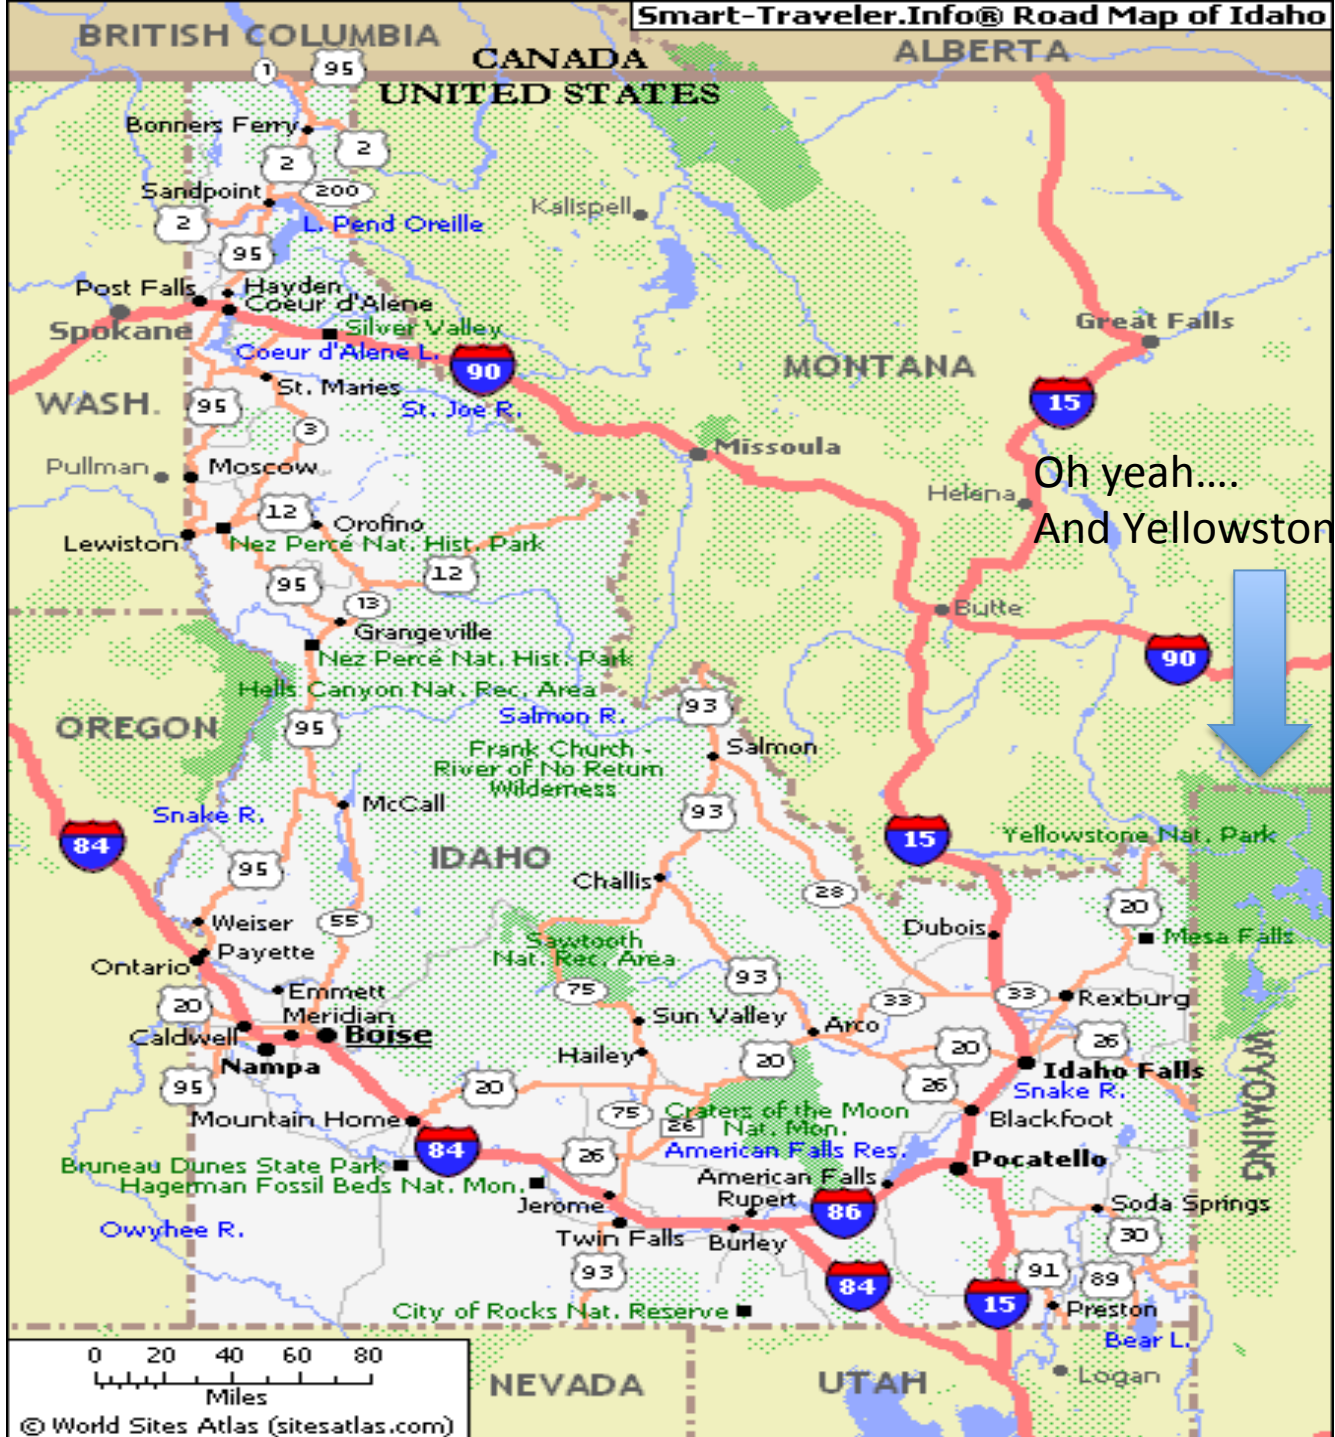 Smart-Traveler.Info® Road Map of Idaho
BRITISH COLUMBIA
ALBERTA
CANADA
UNITED STATES
1
95
Bonners Ferry
2
2
Sandpoint
200
2
L. Pend Oreille
Kalispell
95
Post Falls
Hayden
Coeur d'Alene
Spokane
Silver Valley
Great Falls
Coeur d'Alene L.
90
MONTANA
St. Maries
15
WASH.
95
St. Joe R.
3
Missoula
Pullman
Moscow
Oh yeah....
Helena
12
Orofino
And Yellowston
Lewiston
Nez Percé Nat. Hist. Park
95
12
13
Butte
Grangeville
Nez Percé Nat. Hist. Park
90
Hells Canyon Nat. Rec. Area
OREGON
95
Salmon R.
93
Frank Church -
River of No Return
Wilderness
Salmon
Snake R.
McCall
93
84
15
Yellowstone Nat. Park
IDAHO
95
Challis
28
20
Weiser
55
Dubois
Mesa Falls
Payette
Sawtooth
Nat. Rec. Area
Ontario
93
Emmett
75
33
33
Rexburg
20
Meridian
Sun Valley
Arco
Caldwell
Boise
20
26
Hailey
20
Nampa
Idaho Falls
WYOMING
95
20
26
Snake R.
Mountain Home
75
Craters of the Moon
Nat. Mon.
26
Blackfoot
84
26
American Falls Res.
Bruneau Dunes State Park
Pocatello
Hagerman Fossil Beds Nat. Mon.
American Falls
Jerome
Rupert
86
Soda Springs
Owyhee R.
Twin Falls
Burley
30
93
84
91
89
15
City of Rocks Nat. Reserve
Preston
Bear L.
0 20 40 60 80
Miles
NEVADA
UTAH
Logan
© World Sites Atlas (sitesatlas.com)